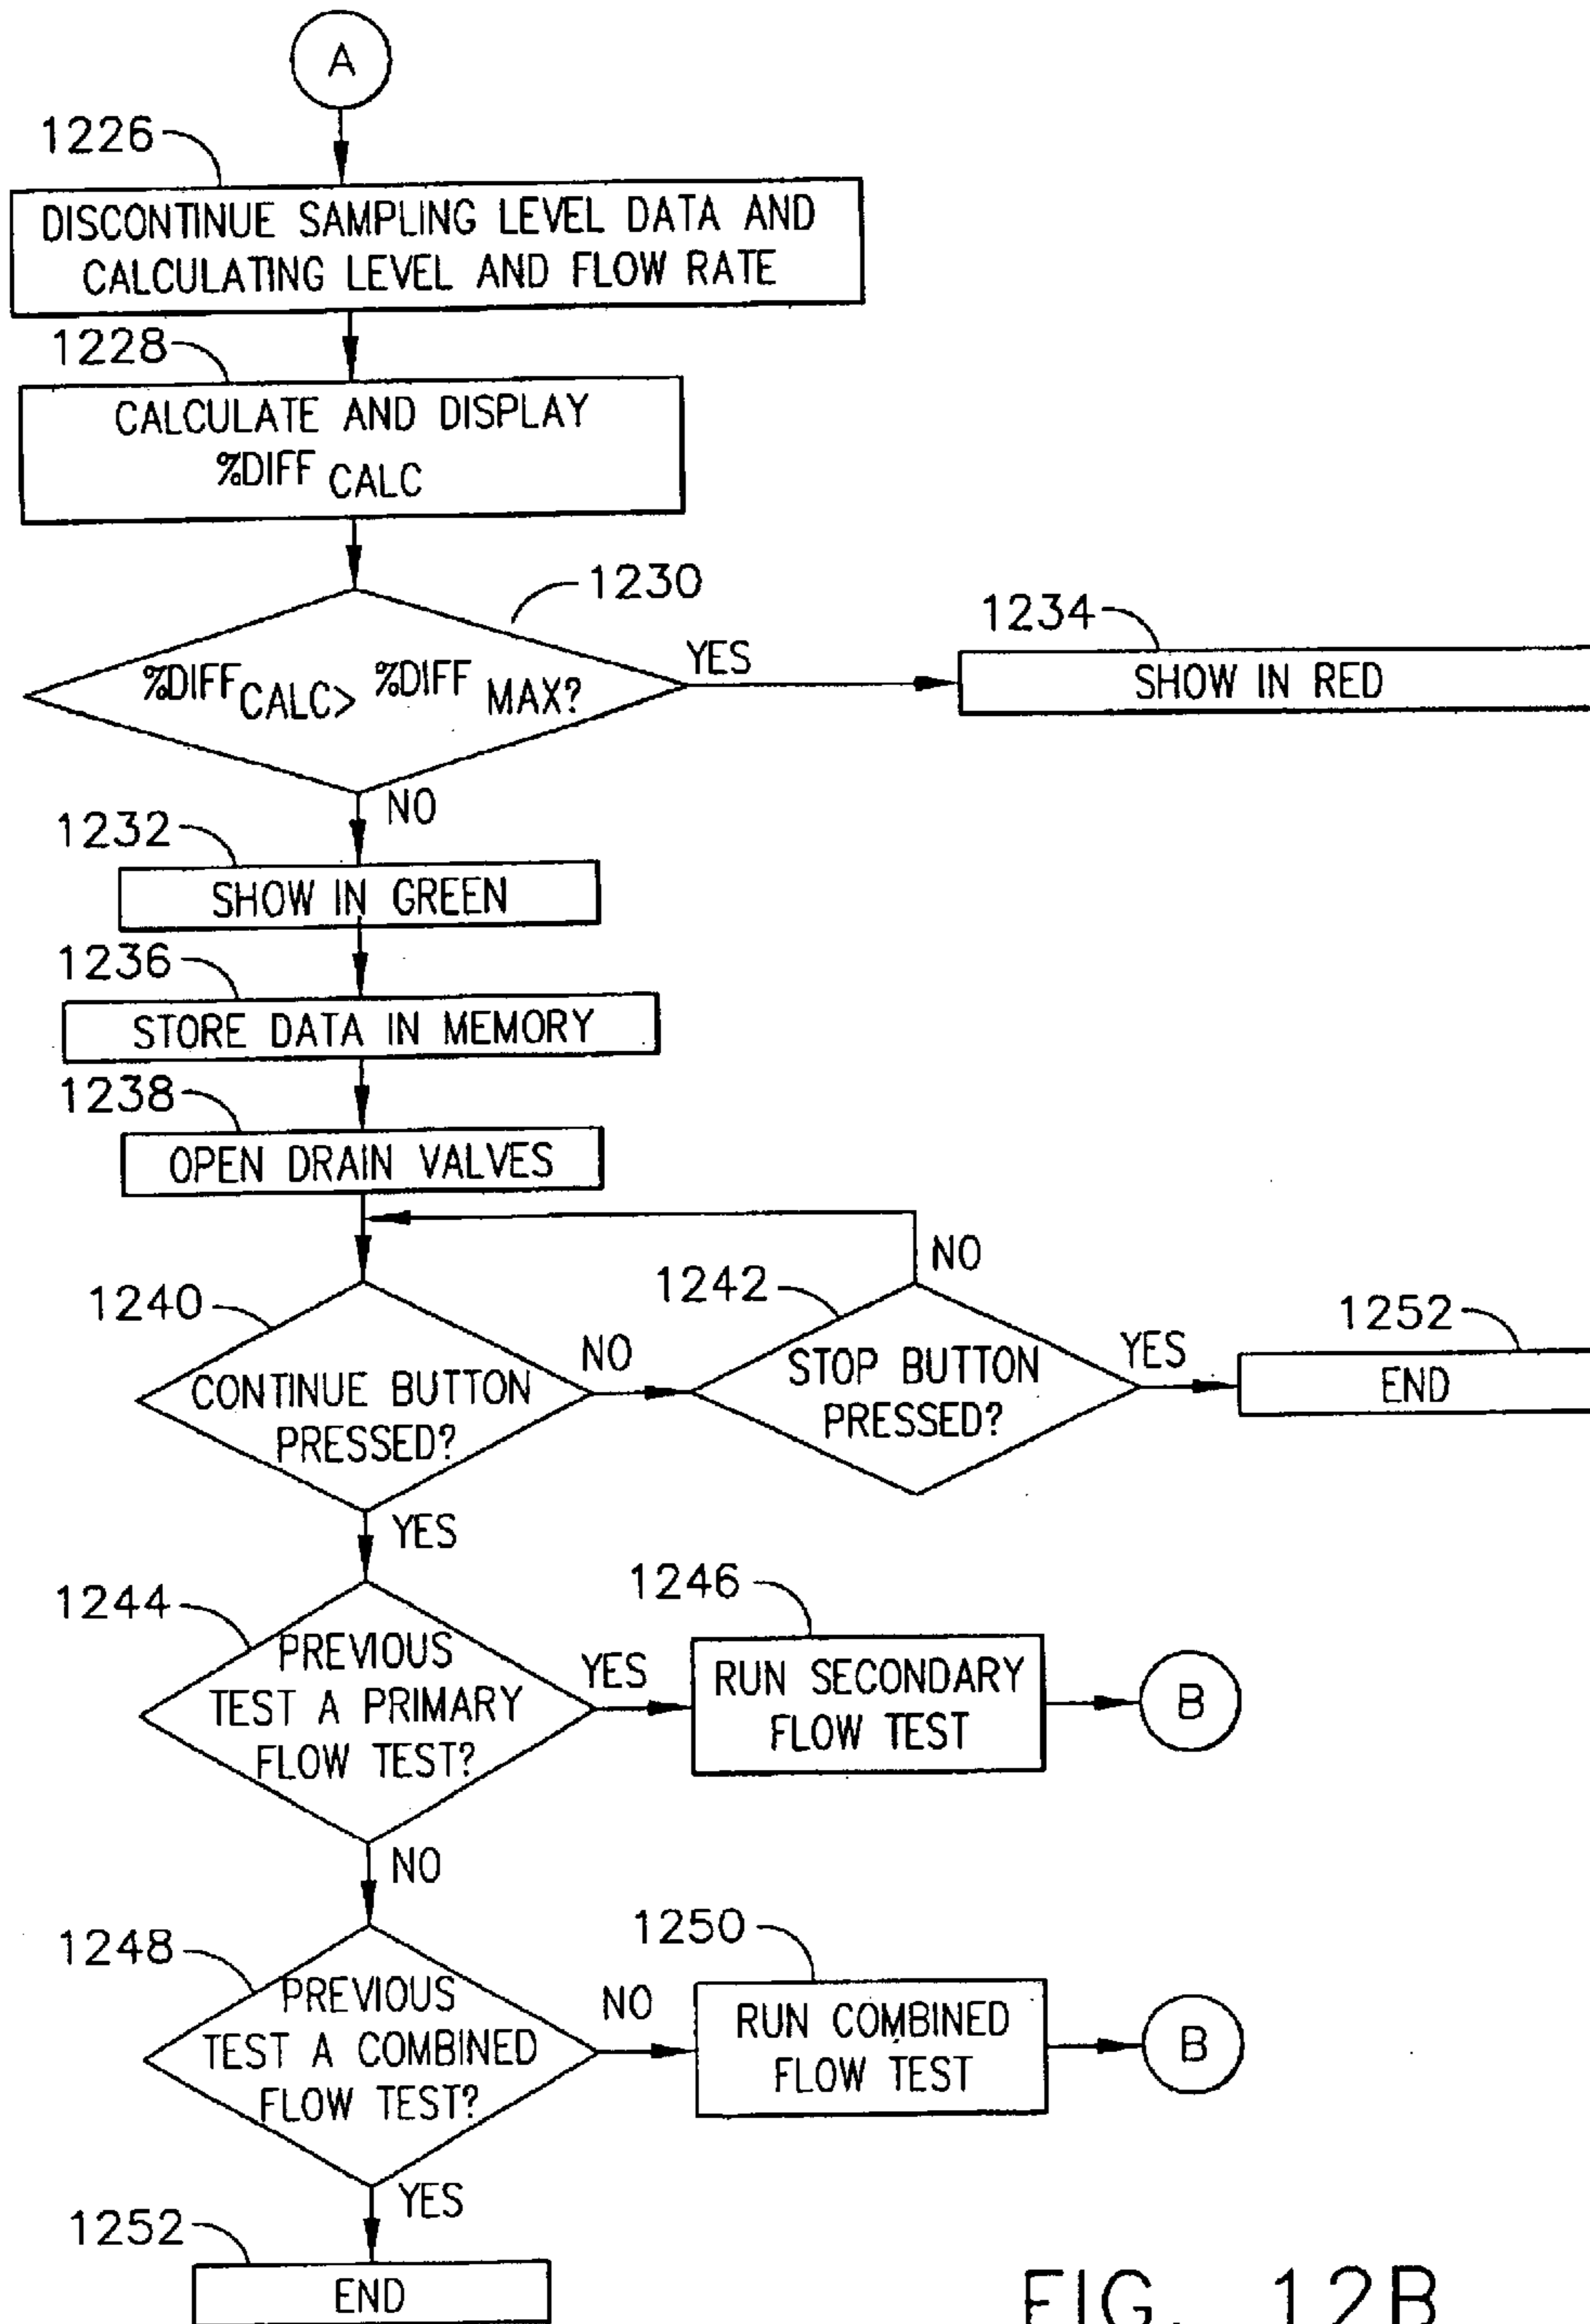 A
1226
DISCONTINUE SAMPLING LEVEL DATA AND
CALCULATING LEVEL AND FLOW RATE
1228
CALCULATE AND DISPLAY
%DIFF CALC
1230
%DIFF CALC> %DIFF MAX?
YES
1234
SHOW IN RED
NO
1232
SHOW IN GREEN
1236
STORE DATA IN MEMORY
1238
OPEN DRAIN VALVES
1240
CONTINUE BUTTON
PRESSED?
NO
1242
NO
STOP BUTTON
PRESSED?
YES
1252
END
YES
1244
PREVIOUS
TEST A PRIMARY
FLOW TEST?
YES
1246
RUN SECONDARY
FLOW TEST
B
NO
1248
PREVIOUS
TEST A COMBINED
FLOW TEST?
NO
1250
RUN COMBINED
FLOW TEST
B
YES
1252
END
FIG. 12B